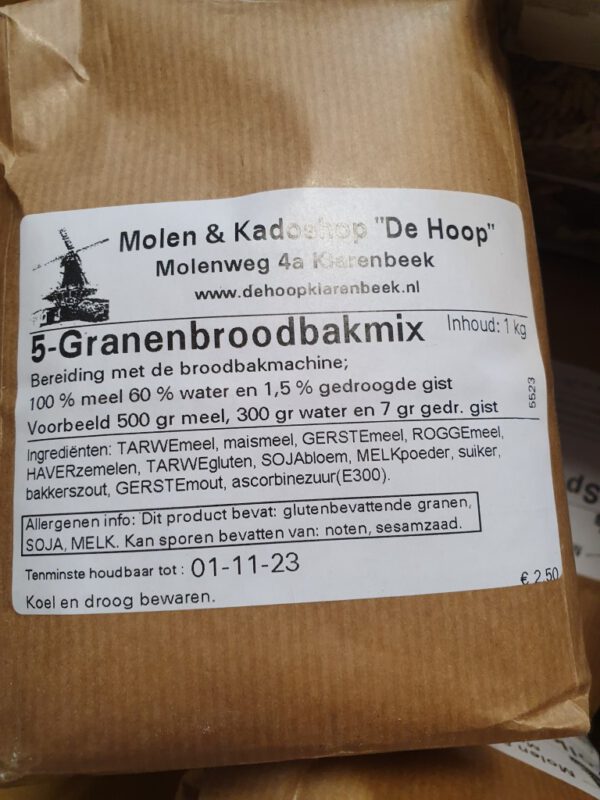 Molen & Kadoshop "De Hoop"
Molenweg 4a Klarenbeek
www.dehoopklarenbeek.nl
5-Granenbroodbakmix
Inhoud: 1 kg
Bereiding met de broodbakmachine;
100 % meel 60 % water en 1,5 % gedroogde gist
Voorbeeld 500 gr meel, 300 gr water en 7 gr gedr. gist
5523
Ingrediënten: TARWEmeel, maismeel, GERSTEmeel, ROGGEmeel,
HAVERzemelen, TARWEgluten, SOJAbloem, MELKpoeder, suiker,
bakkerszout, GERSTEmout, ascorbinezuur(E300).
Allergenen info: Dit product bevat: glutenbevattende granen,
SOJA, MELK. Kan sporen bevatten van: noten, sesamzaad.
Tenminste houdbaar tot : 01-11-23
Koel en droog bewaren.
€ 2.50